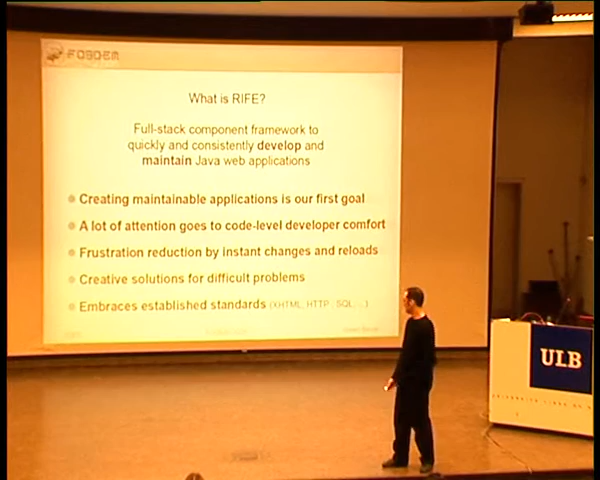 FOSDEM
What is RIFE?
Full-stack component framework to
quickly and consistently develop and
maintain Java web applications
Creating maintainable applications is our first goal
A lot of attention goes to code-level developer comfort
Frustration reduction by instant changes and reloads
Creative solutions for difficult problems
Embraces established standards (XHTML, HTTP, SQL, ...)
ULB
ULB